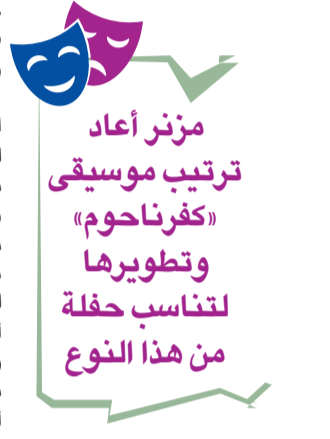 مزنر أعاد
ترتيب موسيقى
«كفرناحوم»
وتطويرها
لتناسب حفلة
من هذا النوع